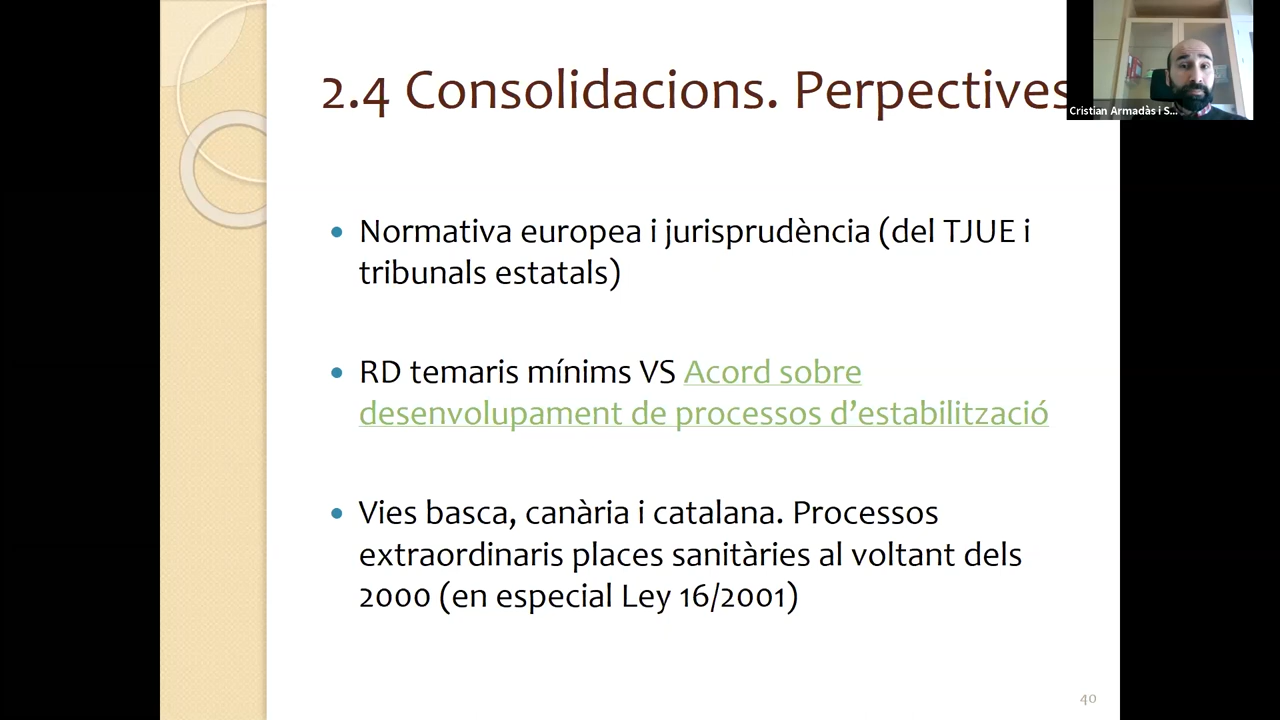 2.4 Consolidacions. Perpectives
Cristian Armadàs i S...
• Normativa europea i jurisprudència (del TJUE i
tribunals estatals)
• RD temaris mínims VS Acord sobre
desenvolupament de processos d’estabilització
• Vies basca, canària i catalana. Processos
extraordinaris places sanitàries al voltant dels
2000 (en especial Ley 16/2001)
40